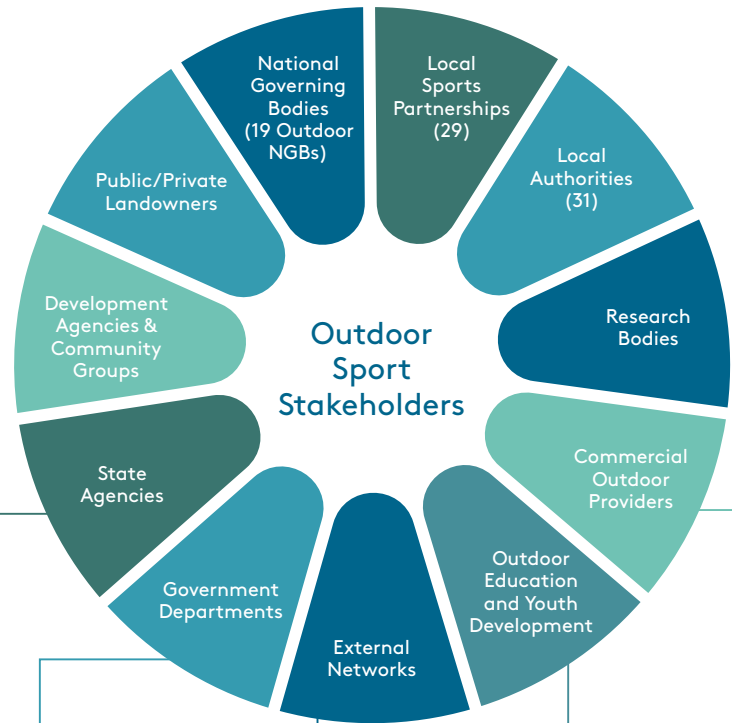 National
Governing
Bodies
(19 Outdoor
NGBs)
Local
Sports
Partnerships
(29)
Local
Authorities
(31)
Research
Bodies
Commercial
Outdoor
Providers
Outdoor
Education
and Youth
Development
External
Networks
Government
Departments
State
Agencies
Development
Agencies &
Community
Groups
Public/Private
Landowners
Outdoor
Sport
Stakeholders